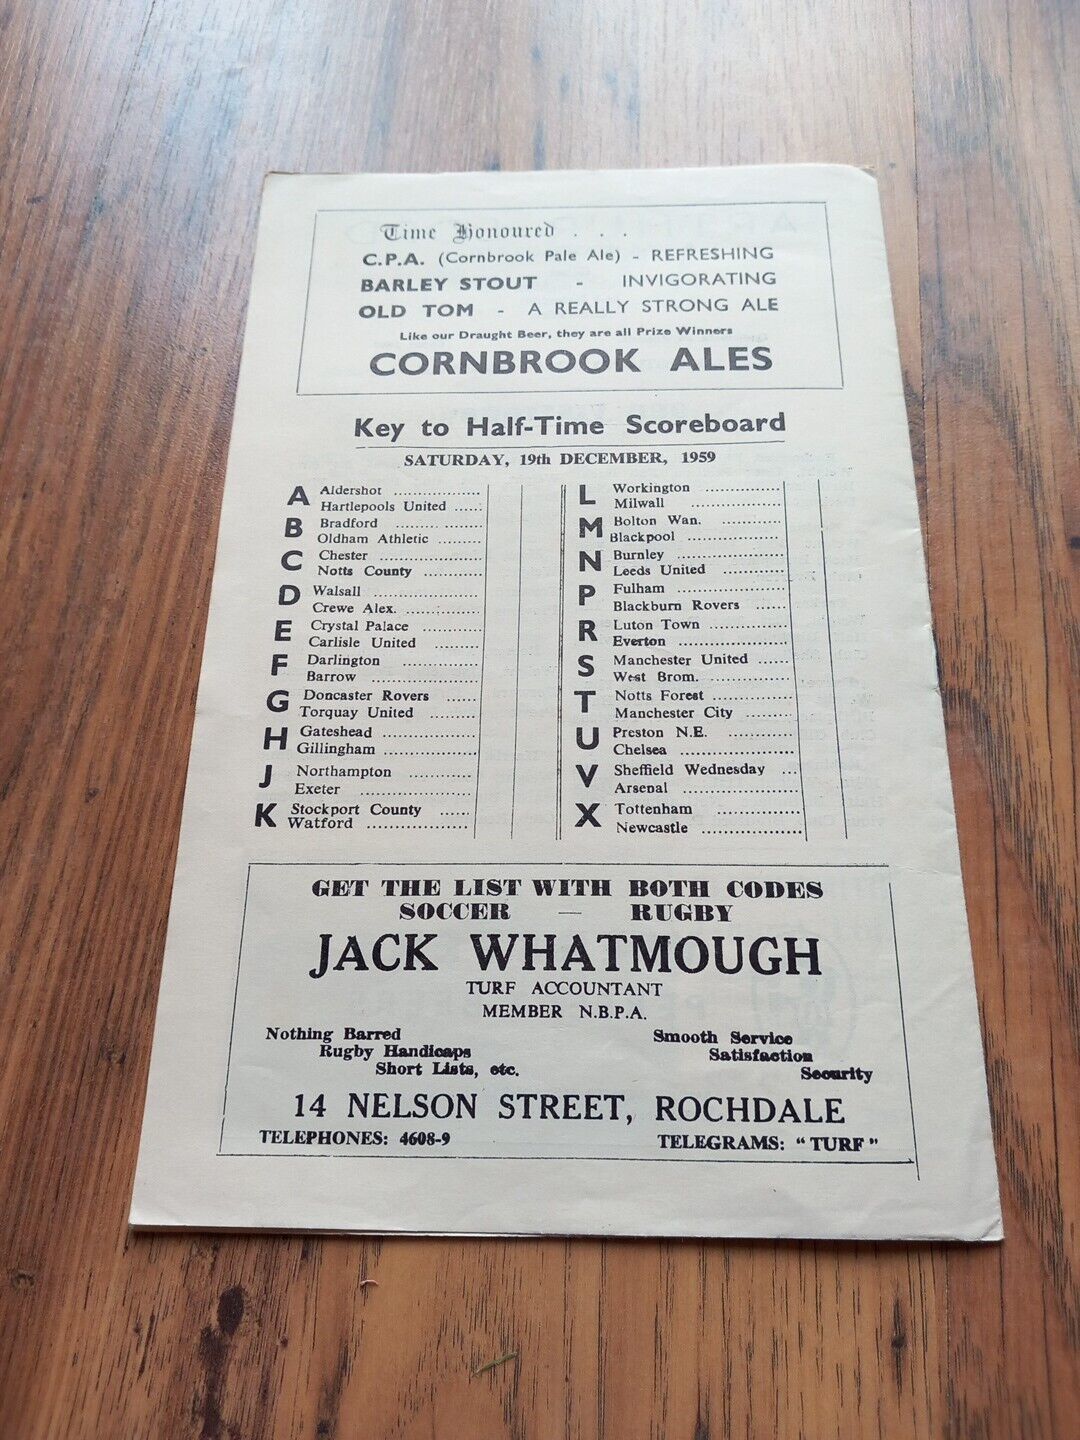 Time Honoured . . .
C.P.A. (Cornbrook Pale Ale) - REFRESHING
BARLEY STOUT - INVIGORATING
OLD TOM - A REALLY STRONG ALE
Like our Draught Beer, they are all Prize Winners
CORNBROOK ALES
Key to Half-Time Scoreboard
SATURDAY, 19th DECEMBER, 1959
A Aldershot ..................
Hartlepools United .....
B Bradford ......... .........
Oldham Athletic ..........
C Chester .....................
Notts County ............
D Walsall ......................
Crewe Alex. ...............
E Crystal Palace ............
Carlisle United ..........
F Darlington ...............
Barrow ......................
G Doncaster Rovers ......
Torquay United .........
H Gateshead ..................
Gillingham ..................
J Northampton ............
Exeter ......................
K Stockport County ......
Watford ....................
L Workington ...............
Milwall ..................
M Bolton Wan. ............
Blackpool ..................
N Burnley .....................
Leeds United ............
P Fulham .....................
Blackburn Rovers ......
R Luton Town ...............
Everton .....................
S Manchester United ......
West Brom. ...............
T Notts Forest ...............
Manchester City .........
U Preston N.E. ............
Chelsea ......................
V Sheffield Wednesday ...
Arsenal ......................
X Tottenham ................
Newcastle ..................
GET THE LIST WITH BOTH CODES
SOCCER — RUGBY
JACK WHATMOUGH
TURF ACCOUNTANT
MEMBER N.B.P.A.
Nothing Barred
Rugby Handicaps
Short Lists, etc.
Smooth Service
Satisfaction
Security
14 NELSON STREET, ROCHDALE
TELEPHONES: 4608-9 TELEGRAMS: "TURF"